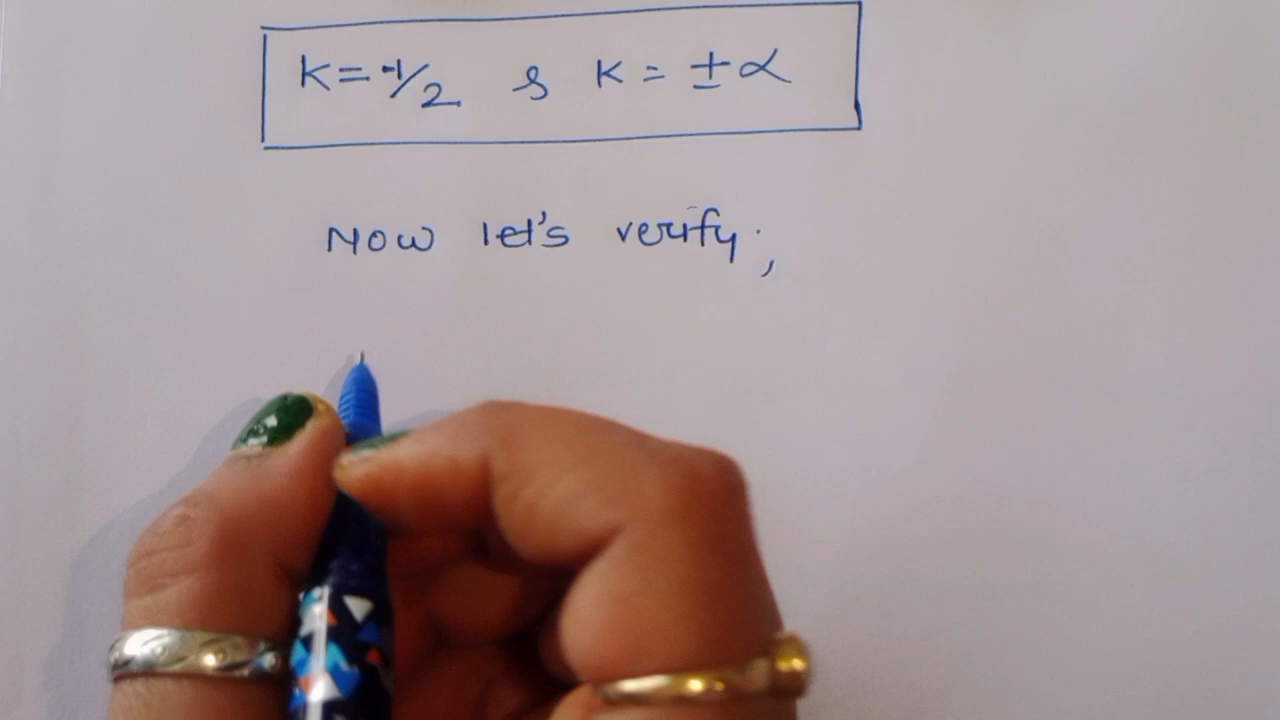 K = -1/2 & K = ±α
Now let's verify;